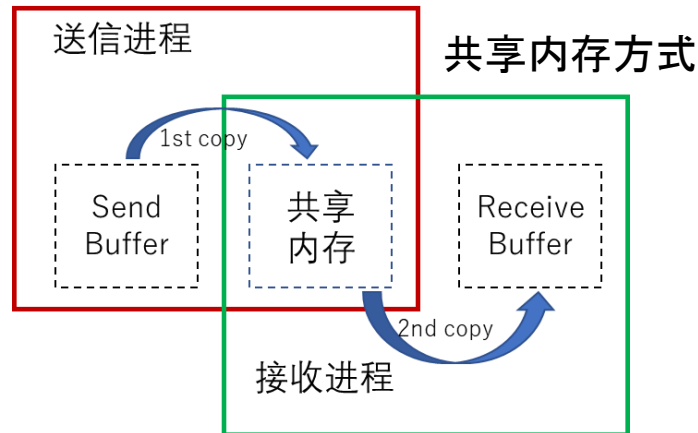 送信进程
共享内存方式
1st copy
Send
Buffer
共享
内存
Receive
Buffer
2nd copy
接收进程